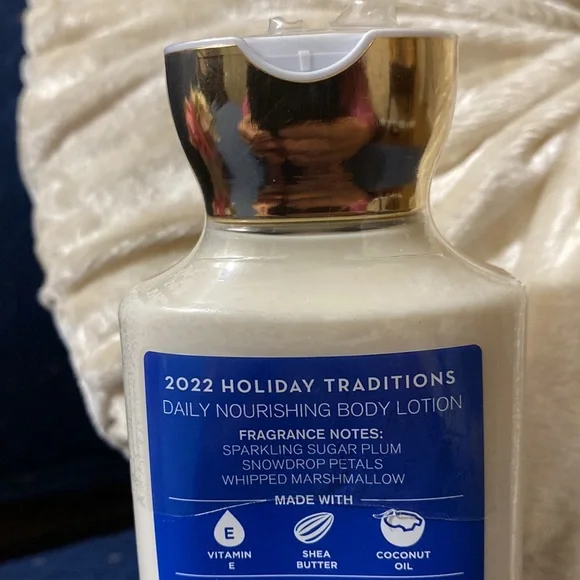 2022 HOLIDAY TRADITIONS
DAILY NOURISHING BODY LOTION
FRAGRANCE NOTES:
SPARKLING SUGAR PLUM
SNOWDROP PETALS
WHIPPED MARSHMALLOW
MADE WITH
E
VITAMIN E
SHEA BUTTER
COCONUT OIL